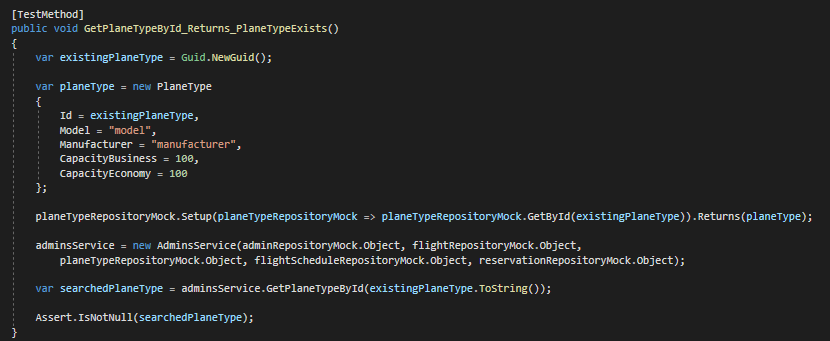 [TestMethod]
public void GetPlaneTypeById_Returns_PlaneTypeExists()
{
var existingPlaneType = Guid.NewGuid();
var planeType = new PlaneType
{
Id = existingPlaneType,
Model = "model",
Manufacturer = "manufacturer",
CapacityBusiness = 100,
CapacityEconomy = 100
};
planeTypeRepositoryMock.Setup(planeTypeRepositoryMock => planeTypeRepositoryMock.GetById(existingPlaneType)).Returns(planeType);
adminsService = new AdminsService(adminRepositoryMock.Object, flightRepositoryMock.Object,
planeTypeRepositoryMock.Object, flightScheduleRepositoryMock.Object, reservationRepositoryMock.Object);
var searchedPlaneType = adminsService.GetPlaneTypeById(existingPlaneType.ToString());
Assert.IsNotNull(searchedPlaneType);
}